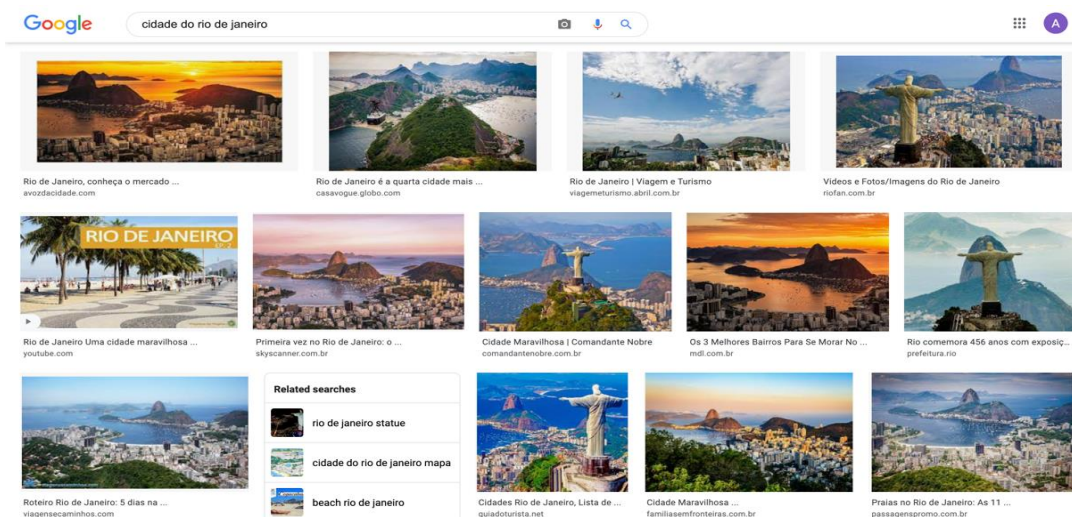 Google
cidade do rio de janeiro
A
Rio de Janeiro, conheça o mercado ...
avozdacidade.com
Rio de Janeiro é a quarta cidade mais ...
casavogue.globo.com
Rio de Janeiro | Viagem e Turismo
viagemeturismo.abril.com.br
Videos e Fotos/Imagens do Rio de Janeiro
riofan.com.br
RIO DE JANEIRO
Rio de Janeiro Uma cidade maravilhosa ...
youtube.com
Primeira vez no Rio de Janeiro: o ...
skyscanner.com.br
Cidade Maravilhosa | Comandante Nobre
comandantenobre.com.br
Os 3 Melhores Bairros Para Se Morar No ...
mdl.com.br
Rio comemora 456 anos com exposiç...
prefeitura.rio
Roteiro Rio de Janeiro: 5 dias na ...
viagensecaminhos.com
Related searches
rio de janeiro statue
cidade do rio de janeiro mapa
beach rio de janeiro
Cidades Rio de Janeiro, Lista de ...
guiadoturista.net
Cidade Maravilhosa ...
familiasemfronteiras.com.br
Praias no Rio de Janeiro: As 11 ...
passagenspromo.com.br